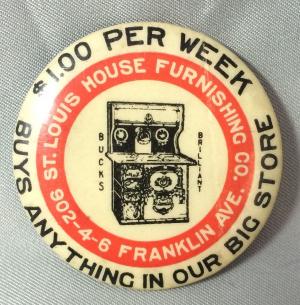 $1.00 PER WEEK
BUYS ANYTHING IN OUR BIG STORE
ST. LOUIS HOUSE FURNISHING CO.
902-4-6 FRANKLIN AVE.
BUCKS
BRILLIANT